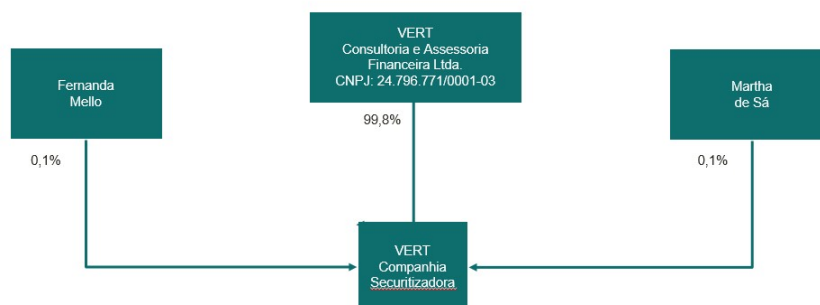 VERT
Consultoria e Assessoria
Financeira Ltda.
CNPJ: 24.796.771/0001-03
Fernanda
Mello
Martha
de Sá
99,8%
0,1%
0,1%
VERT
Companhia
Securitizadora